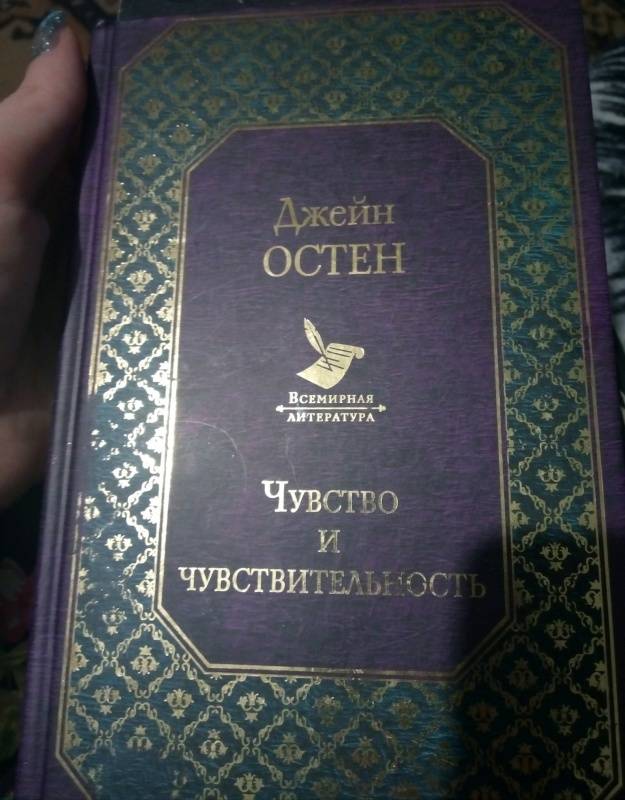 Джейн
ОСТЕН
ВСЕМИРНАЯ
ЛИТЕРАТУРА
ЧУВСТВО
И
ЧУВСТВИТЕЛЬНОСТЬ